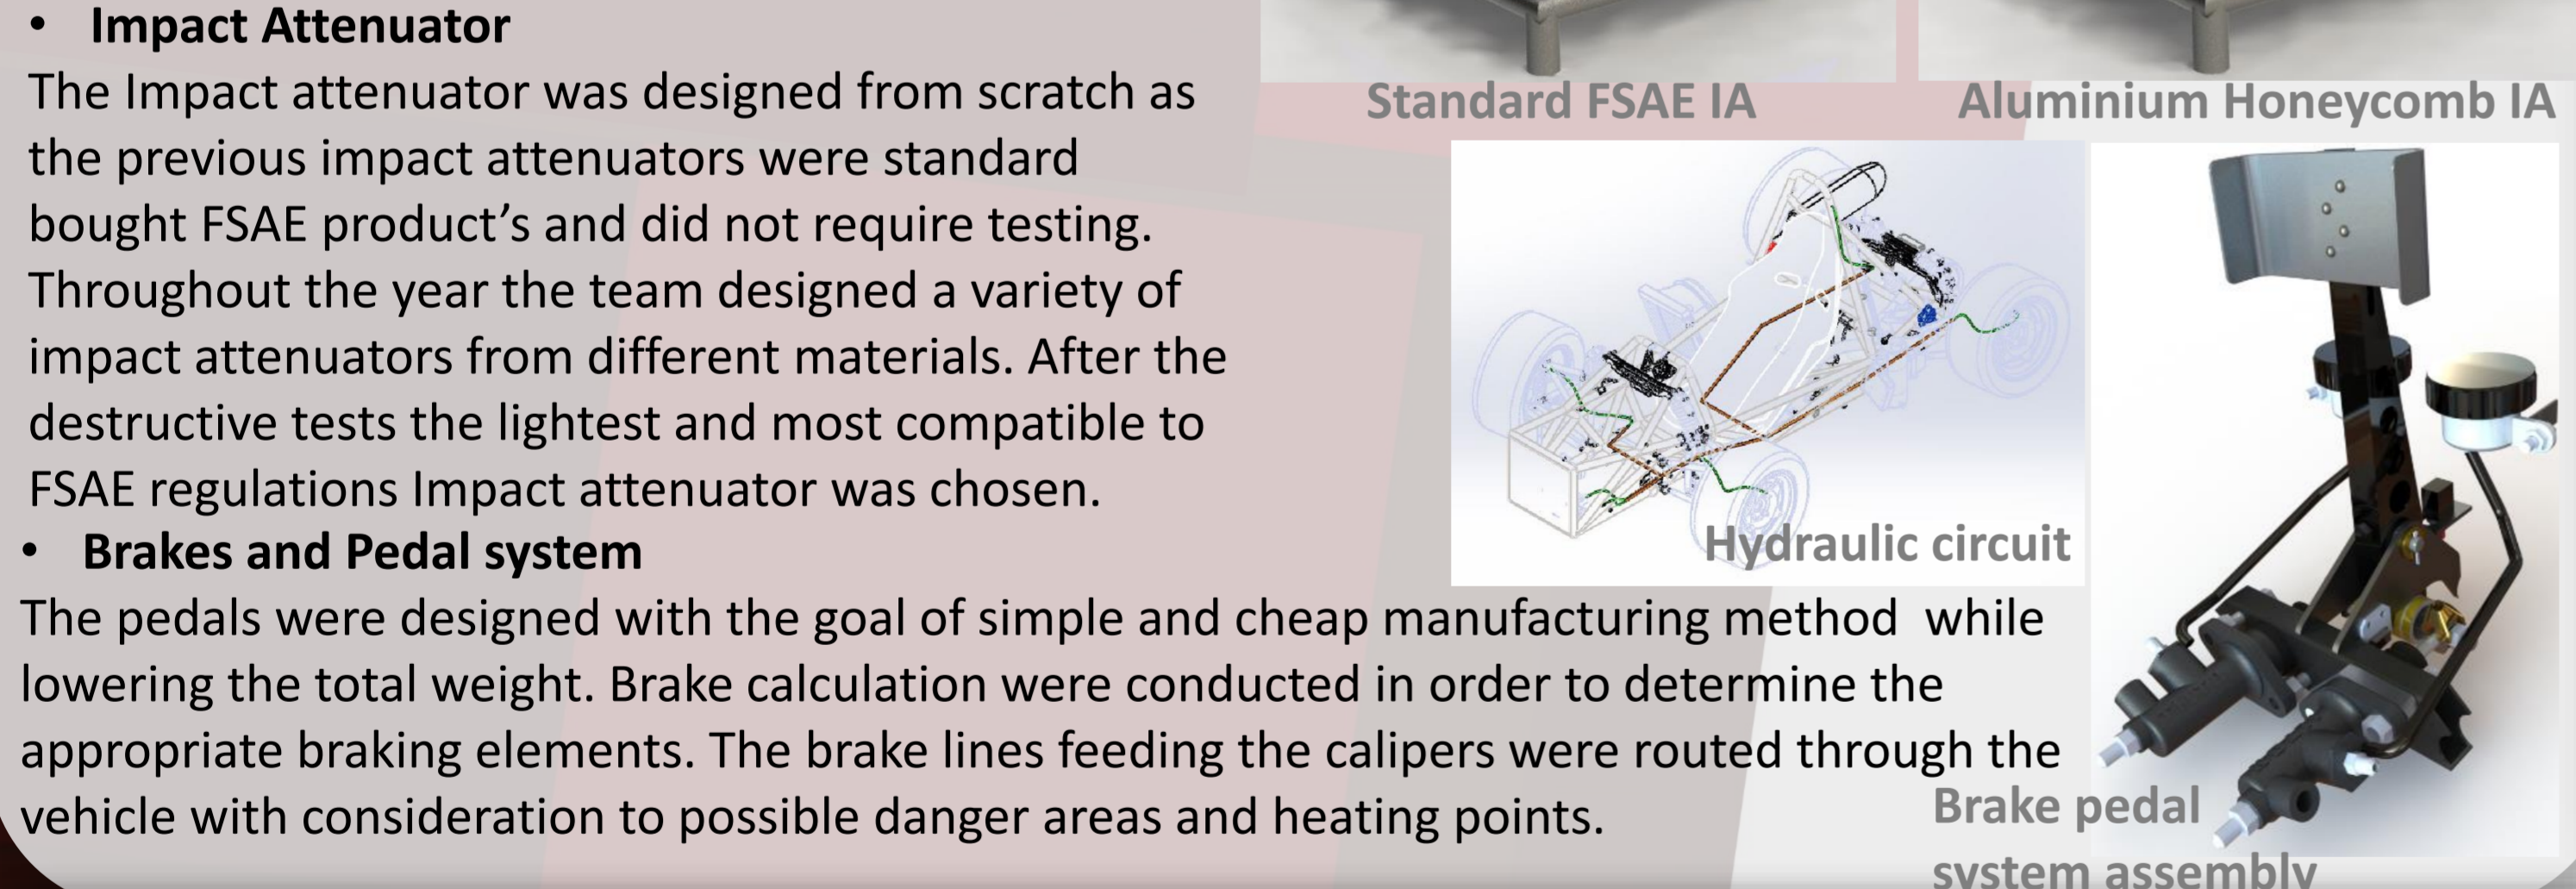 • Impact Attenuator
The Impact attenuator was designed from scratch as
the previous impact attenuators were standard
bought FSAE product’s and did not require testing.
Throughout the year the team designed a variety of
impact attenuators from different materials. After the
destructive tests the lightest and most compatible to
FSAE regulations Impact attenuator was chosen.
Standard FSAE IA
Aluminium Honeycomb IA
Hydraulic circuit
• Brakes and Pedal system
The pedals were designed with the goal of simple and cheap manufacturing method  while
lowering the total weight. Brake calculation were conducted in order to determine the
appropriate braking elements. The brake lines feeding the calipers were routed through the
vehicle with consideration to possible danger areas and heating points.
Brake pedal
system assembly